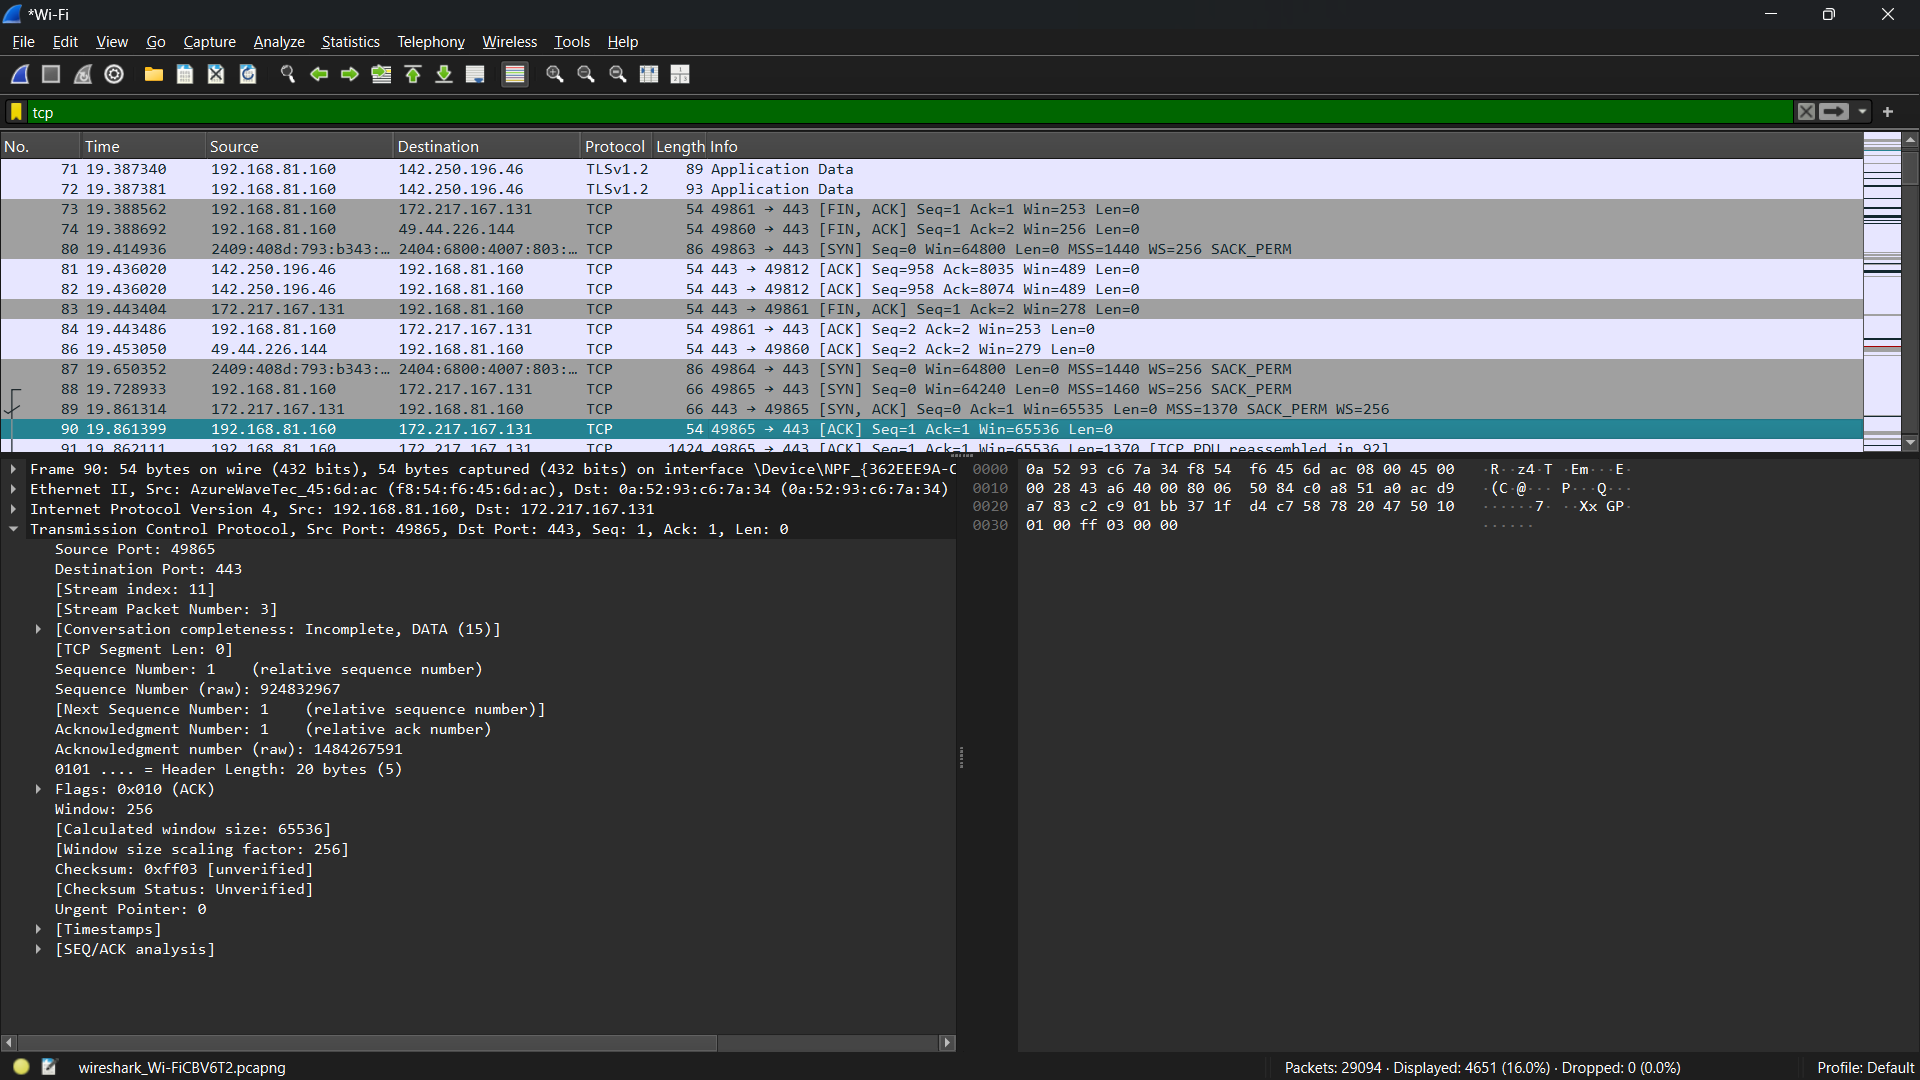 *Wi-Fi
File Edit View Go Capture Analyze Statistics Telephony Wireless Tools Help
tcp
No. Time Source Destination Protocol Length Info
71 19.387340 192.168.81.160 142.250.196.46 TLSv1.2 89 Application Data
72 19.387381 192.168.81.160 142.250.196.46 TLSv1.2 93 Application Data
73 19.388562 192.168.81.160 172.217.167.131 TCP 54 49861 → 443 [FIN, ACK] Seq=1 Ack=1 Win=253 Len=0
74 19.388692 192.168.81.160 49.44.226.144 TCP 54 49860 → 443 [FIN, ACK] Seq=1 Ack=2 Win=256 Len=0
80 19.414936 2409:408d:793:b343:… 2404:6800:4007:803:… TCP 86 49863 → 443 [SYN] Seq=0 Win=64800 Len=0 MSS=1440 WS=256 SACK_PERM
81 19.436020 142.250.196.46 192.168.81.160 TCP 54 443 → 49812 [ACK] Seq=958 Ack=8035 Win=489 Len=0
82 19.436020 142.250.196.46 192.168.81.160 TCP 54 443 → 49812 [ACK] Seq=958 Ack=8074 Win=489 Len=0
83 19.443404 172.217.167.131 192.168.81.160 TCP 54 443 → 49861 [FIN, ACK] Seq=1 Ack=2 Win=278 Len=0
84 19.443486 192.168.81.160 172.217.167.131 TCP 54 49861 → 443 [ACK] Seq=2 Ack=2 Win=253 Len=0
86 19.453050 49.44.226.144 192.168.81.160 TCP 54 443 → 49860 [ACK] Seq=2 Ack=2 Win=279 Len=0
87 19.650352 2409:408d:793:b343:… 2404:6800:4007:803:… TCP 86 49864 → 443 [SYN] Seq=0 Win=64800 Len=0 MSS=1440 WS=256 SACK_PERM
88 19.728933 192.168.81.160 172.217.167.131 TCP 66 49865 → 443 [SYN] Seq=0 Win=64240 Len=0 MSS=1460 WS=256 SACK_PERM
89 19.861314 172.217.167.131 192.168.81.160 TCP 66 443 → 49865 [SYN, ACK] Seq=0 Ack=1 Win=65535 Len=0 MSS=1370 SACK_PERM WS=256
90 19.861399 192.168.81.160 172.217.167.131 TCP 54 49865 → 443 [ACK] Seq=1 Ack=1 Win=65536 Len=0
91 19.862111 192.168.81.160 172.217.167.131 TCP 1424 49865 → 443 [ACK] Seq=1 Ack=1 Win=65536 Len=1370 [TCP PDU reassembled in 92]
Frame 90: 54 bytes on wire (432 bits), 54 bytes captured (432 bits) on interface \Device\NPF_{362EEE9A-C
Ethernet II, Src: AzureWaveTec_45:6d:ac (f8:54:f6:45:6d:ac), Dst: 0a:52:93:c6:7a:34 (0a:52:93:c6:7a:34)
Internet Protocol Version 4, Src: 192.168.81.160, Dst: 172.217.167.131
Transmission Control Protocol, Src Port: 49865, Dst Port: 443, Seq: 1, Ack: 1, Len: 0
Source Port: 49865
Destination Port: 443
[Stream index: 11]
[Stream Packet Number: 3]
[Conversation completeness: Incomplete, DATA (15)]
[TCP Segment Len: 0]
Sequence Number: 1 (relative sequence number)
Sequence Number (raw): 924832967
[Next Sequence Number: 1 (relative sequence number)]
Acknowledgment Number: 1 (relative ack number)
Acknowledgment number (raw): 1484267591
0101 .... = Header Length: 20 bytes (5)
Flags: 0x010 (ACK)
Window: 256
[Calculated window size: 65536]
[Window size scaling factor: 256]
Checksum: 0xff03 [unverified]
[Checksum Status: Unverified]
Urgent Pointer: 0
[Timestamps]
[SEQ/ACK analysis]
0000 0a 52 93 c6 7a 34 f8 54 f6 45 6d ac 08 00 45 00 ·R··z4·T ·Em···E·
0010 00 28 43 a6 40 00 80 06 50 84 c0 a8 51 a0 ac d9 ·(C·@··· P···Q···
0020 a7 83 c2 c9 01 bb 37 1f d4 c7 58 78 20 47 50 10 ······7· ··Xx GP·
0030 01 00 ff 03 00 00 ······
wireshark_Wi-FiCBV6T2.pcapng
Packets: 29094 · Displayed: 4651 (16.0%) · Dropped: 0 (0.0%)
Profile: Default